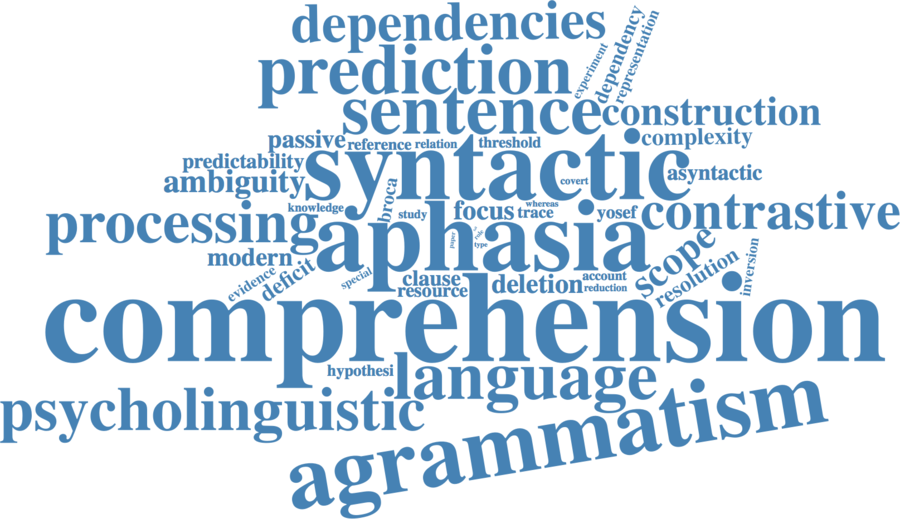 dependencies
experiment
dependency
representation
prediction
sentence
construction
passive
reference
relation
threshold
complexity
predictability
syntactic
asyntactic
ambiguity
covert
knowledge
broca
study
focus
trace
whereas
yosef
contrastive
processing
aphasia
paper
role
type
modern
scope
resolution
inversion
evidence
deficit
special
clause
resource
deletion
account
reduction
comprehension
hypothesi
language
psycholinguistic
agrammatism